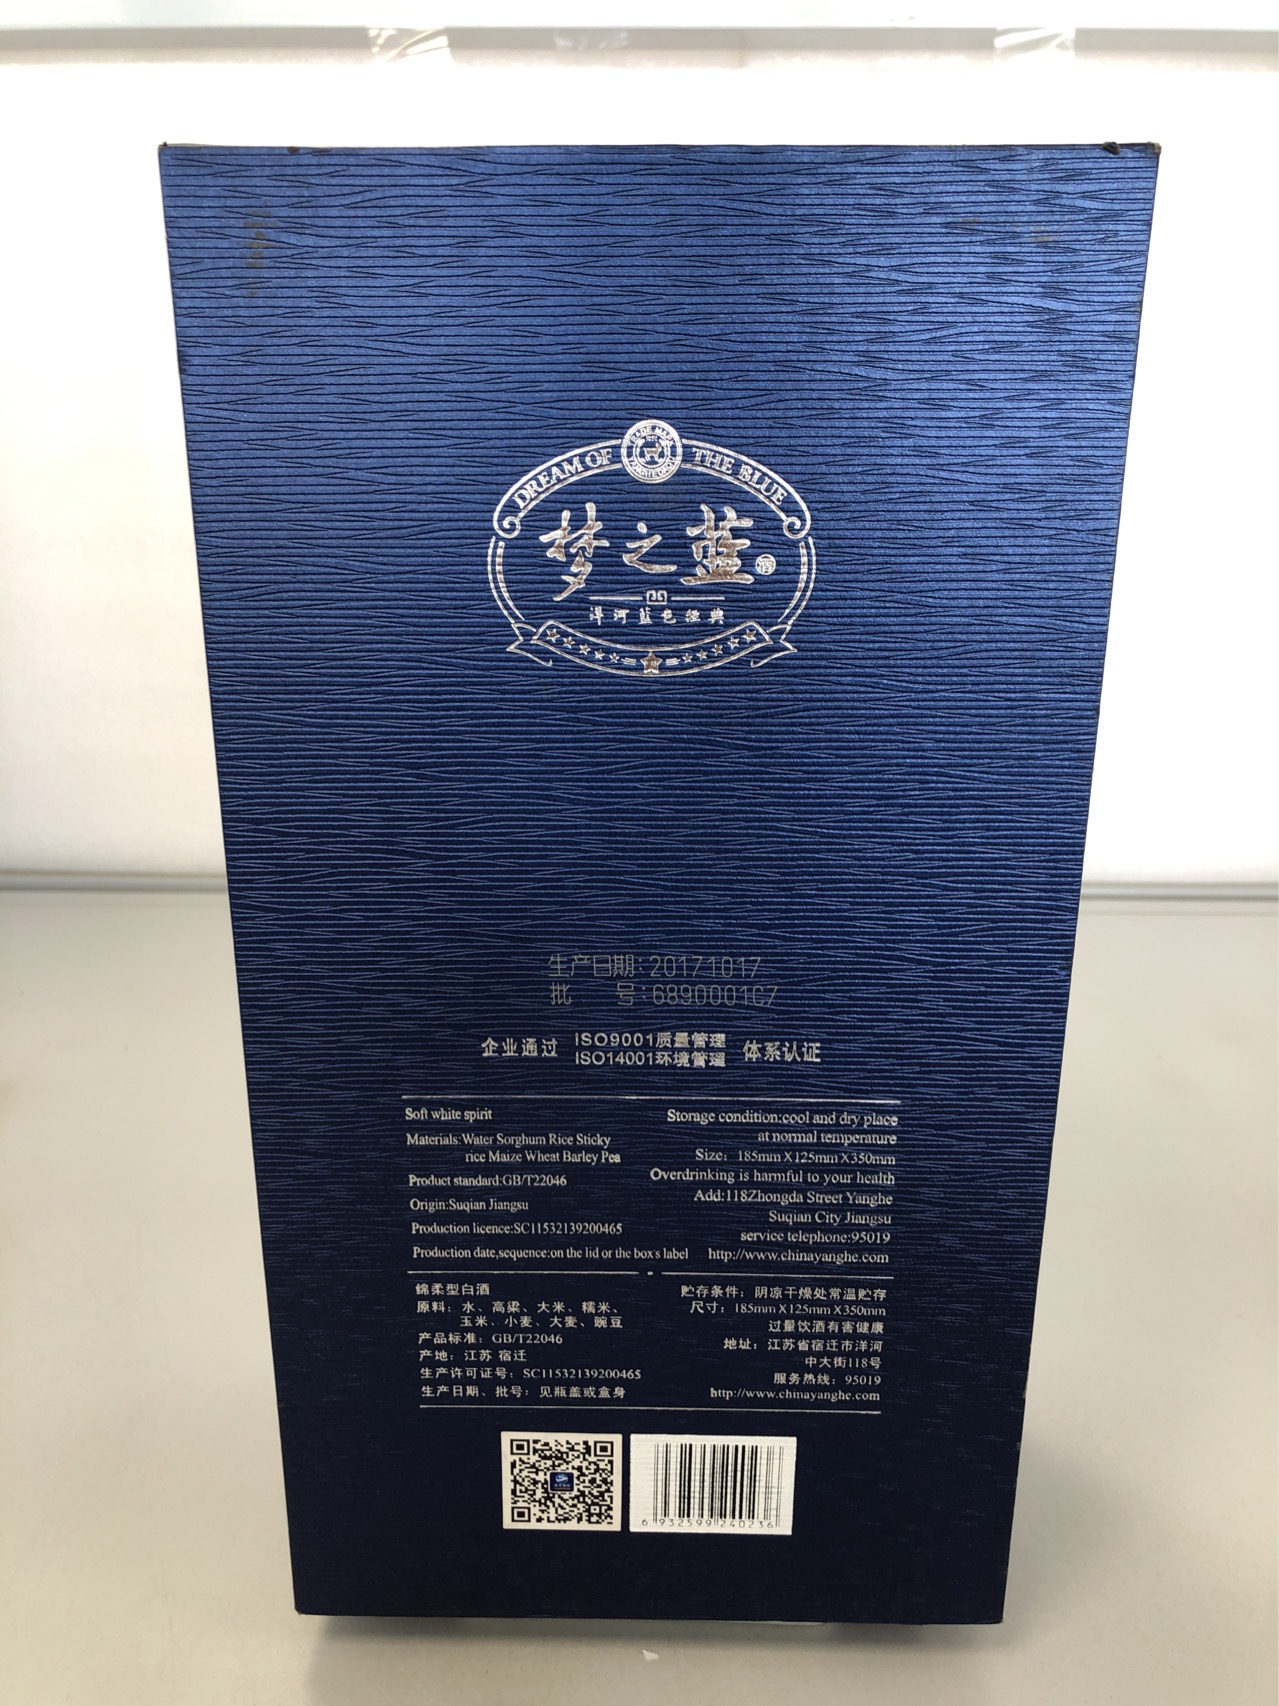 DREAM OF THE BLUE
TRADE MARK
梦之蓝
酒
洋河蓝色经典
生产日期:20171017
批 号:6890001C7
企业通过 ISO9001质量管理 体系认证
ISO14001环境管理
Soft white spirit
Materials:Water Sorghum Rice Sticky
rice Maize Wheat Barley Pea
Product standard:GB/T22046
Origin:Suqian Jiangsu
Production licence:SC11532139200465
Production date,sequence:on the lid or the box's label
Storage condition:cool and dry place
at normal temperature
Size: 185mm X 125mm X 350mm
Overdrinking is harmful to your health
Add:118Zhongda Street Yanghe
Suqian City Jiangsu
service telephone:95019
http://www.chinayanghe.com
绵柔型白酒
原料: 水、高粱、大米、糯米、
玉米、小麦、大麦、豌豆
产品标准: GB/T22046
产地: 江苏 宿迁
生产许可证号: SC11532139200465
生产日期、批号: 见瓶盖或盒身
贮存条件: 阴凉干燥处常温贮存
尺寸: 185mm X 125mm X 350mm
过量饮酒有害健康
地址: 江苏省宿迁市洋河
中大街118号
服务热线: 95019
http://www.chinayanghe.com
6 932599 240236